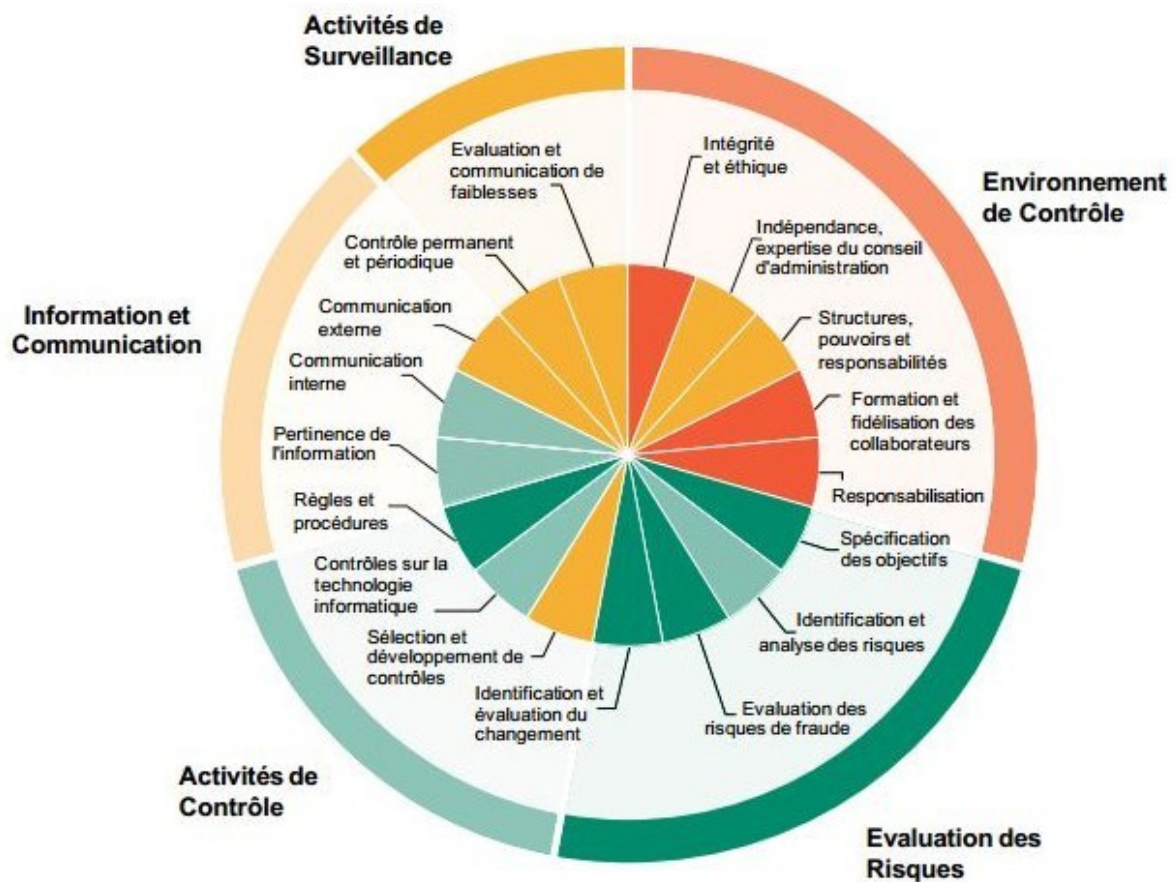 Activités de
Surveillance
Environnement
de Contrôle
Evaluation des
Risques
Activités de
Contrôle
Information et
Communication
Intégrité
et éthique
Indépendance,
expertise du conseil
d'administration
Structures,
pouvoirs et
responsabilités
Formation et
fidélisation des
collaborateurs
Responsabilisation
Spécification
des objectifs
Identification et
analyse des risques
Evaluation des
risques de fraude
Identification et
évaluation du
changement
Sélection et
développement de
contrôles
Contrôles sur la
technologie
informatique
Règles et
procédures
Pertinence de
l'information
Communication
interne
Communication
externe
Contrôle permanent
et périodique
Evaluation et
communication de
faiblesses